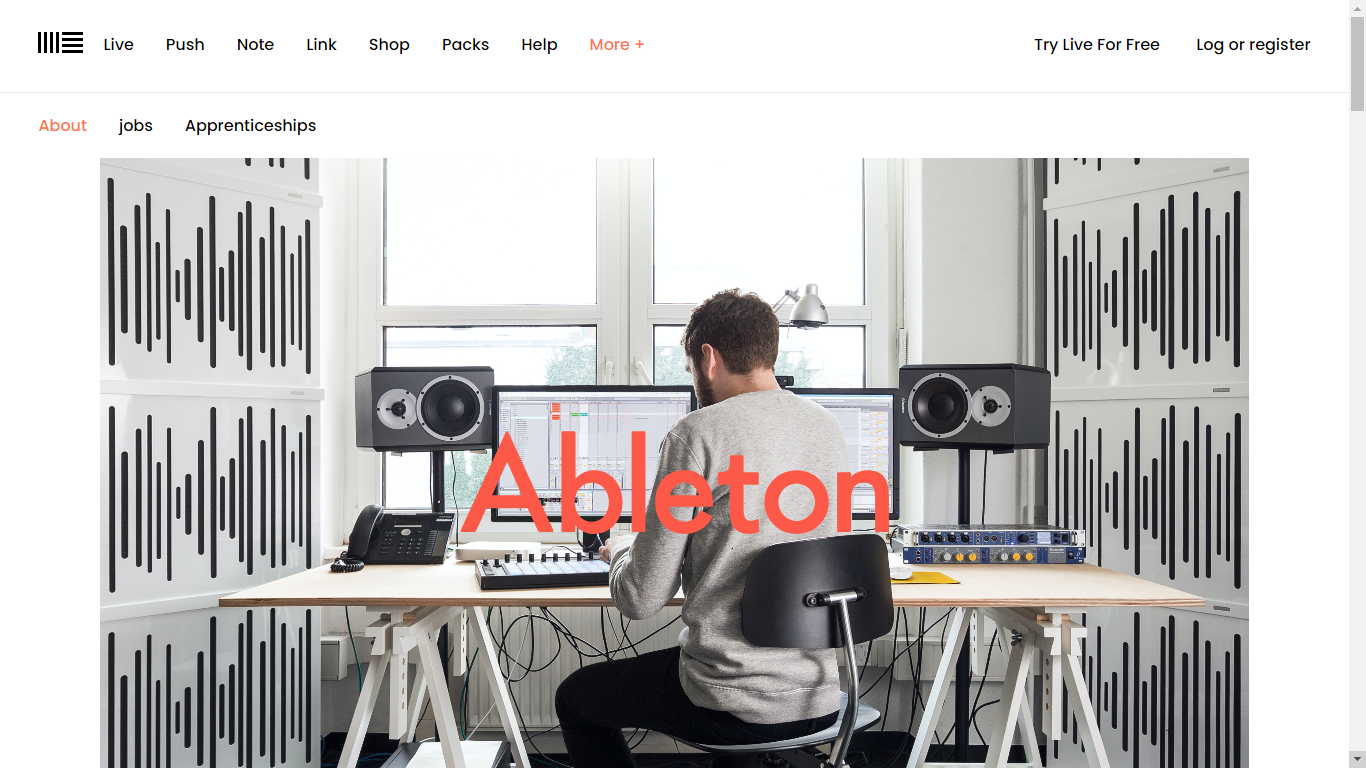 Live Push Note Link Shop Packs Help More + Try Live For Free Log or register
About jobs Apprenticeships
Ableton